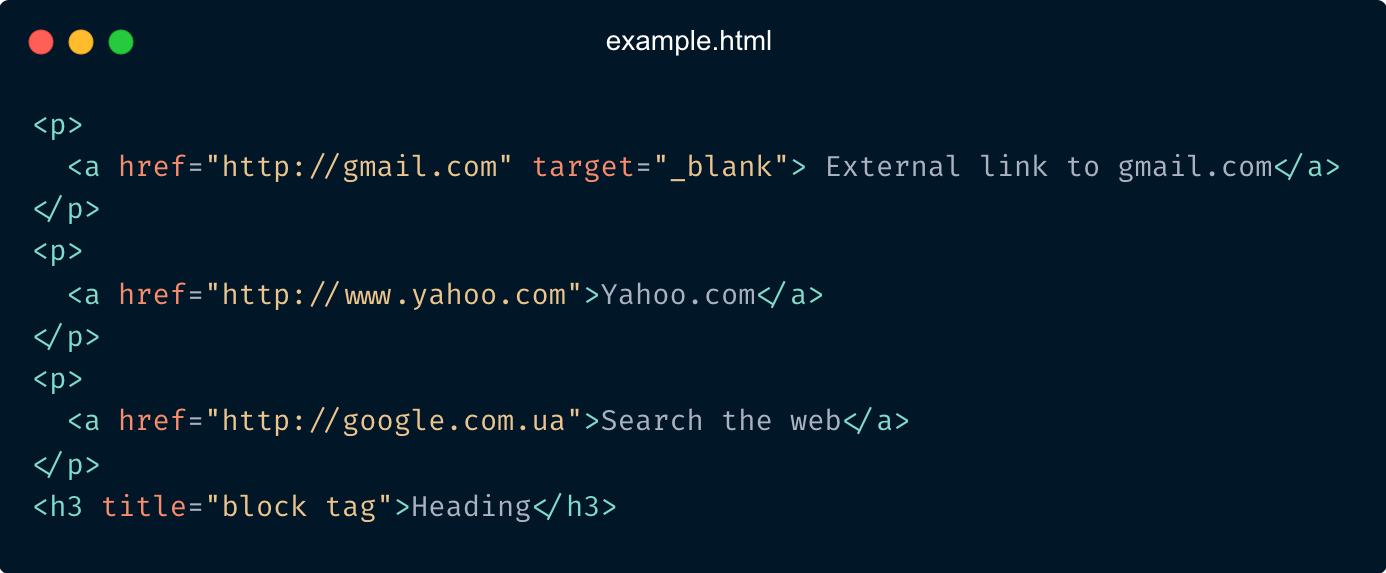 example.html
<p>
  <a href="http://gmail.com" target="_blank"> External link to gmail.com</a>
</p>
<p>
  <a href="http://www.yahoo.com">Yahoo.com</a>
</p>
<p>
  <a href="http://google.com.ua">Search the web</a>
</p>
<h3 title="block tag">Heading</h3>